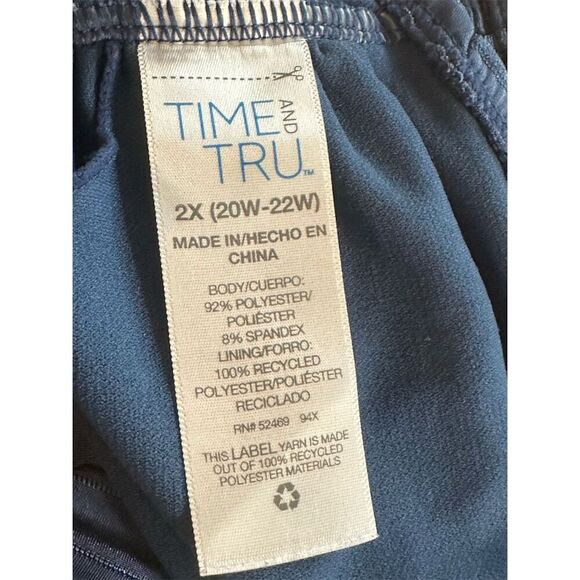 TIME AND
TRU™
2X (20W-22W)
MADE IN/HECHO EN
CHINA
BODY/CUERPO:
92% POLYESTER/
POLIÉSTER
8% SPANDEX
LINING/FORRO:
100% RECYCLED
POLYESTER/POLIÉSTER
RECICLADO
RN# 52469 94X
THIS LABEL YARN IS MADE
OUT OF 100% RECYCLED
POLYESTER MATERIALS